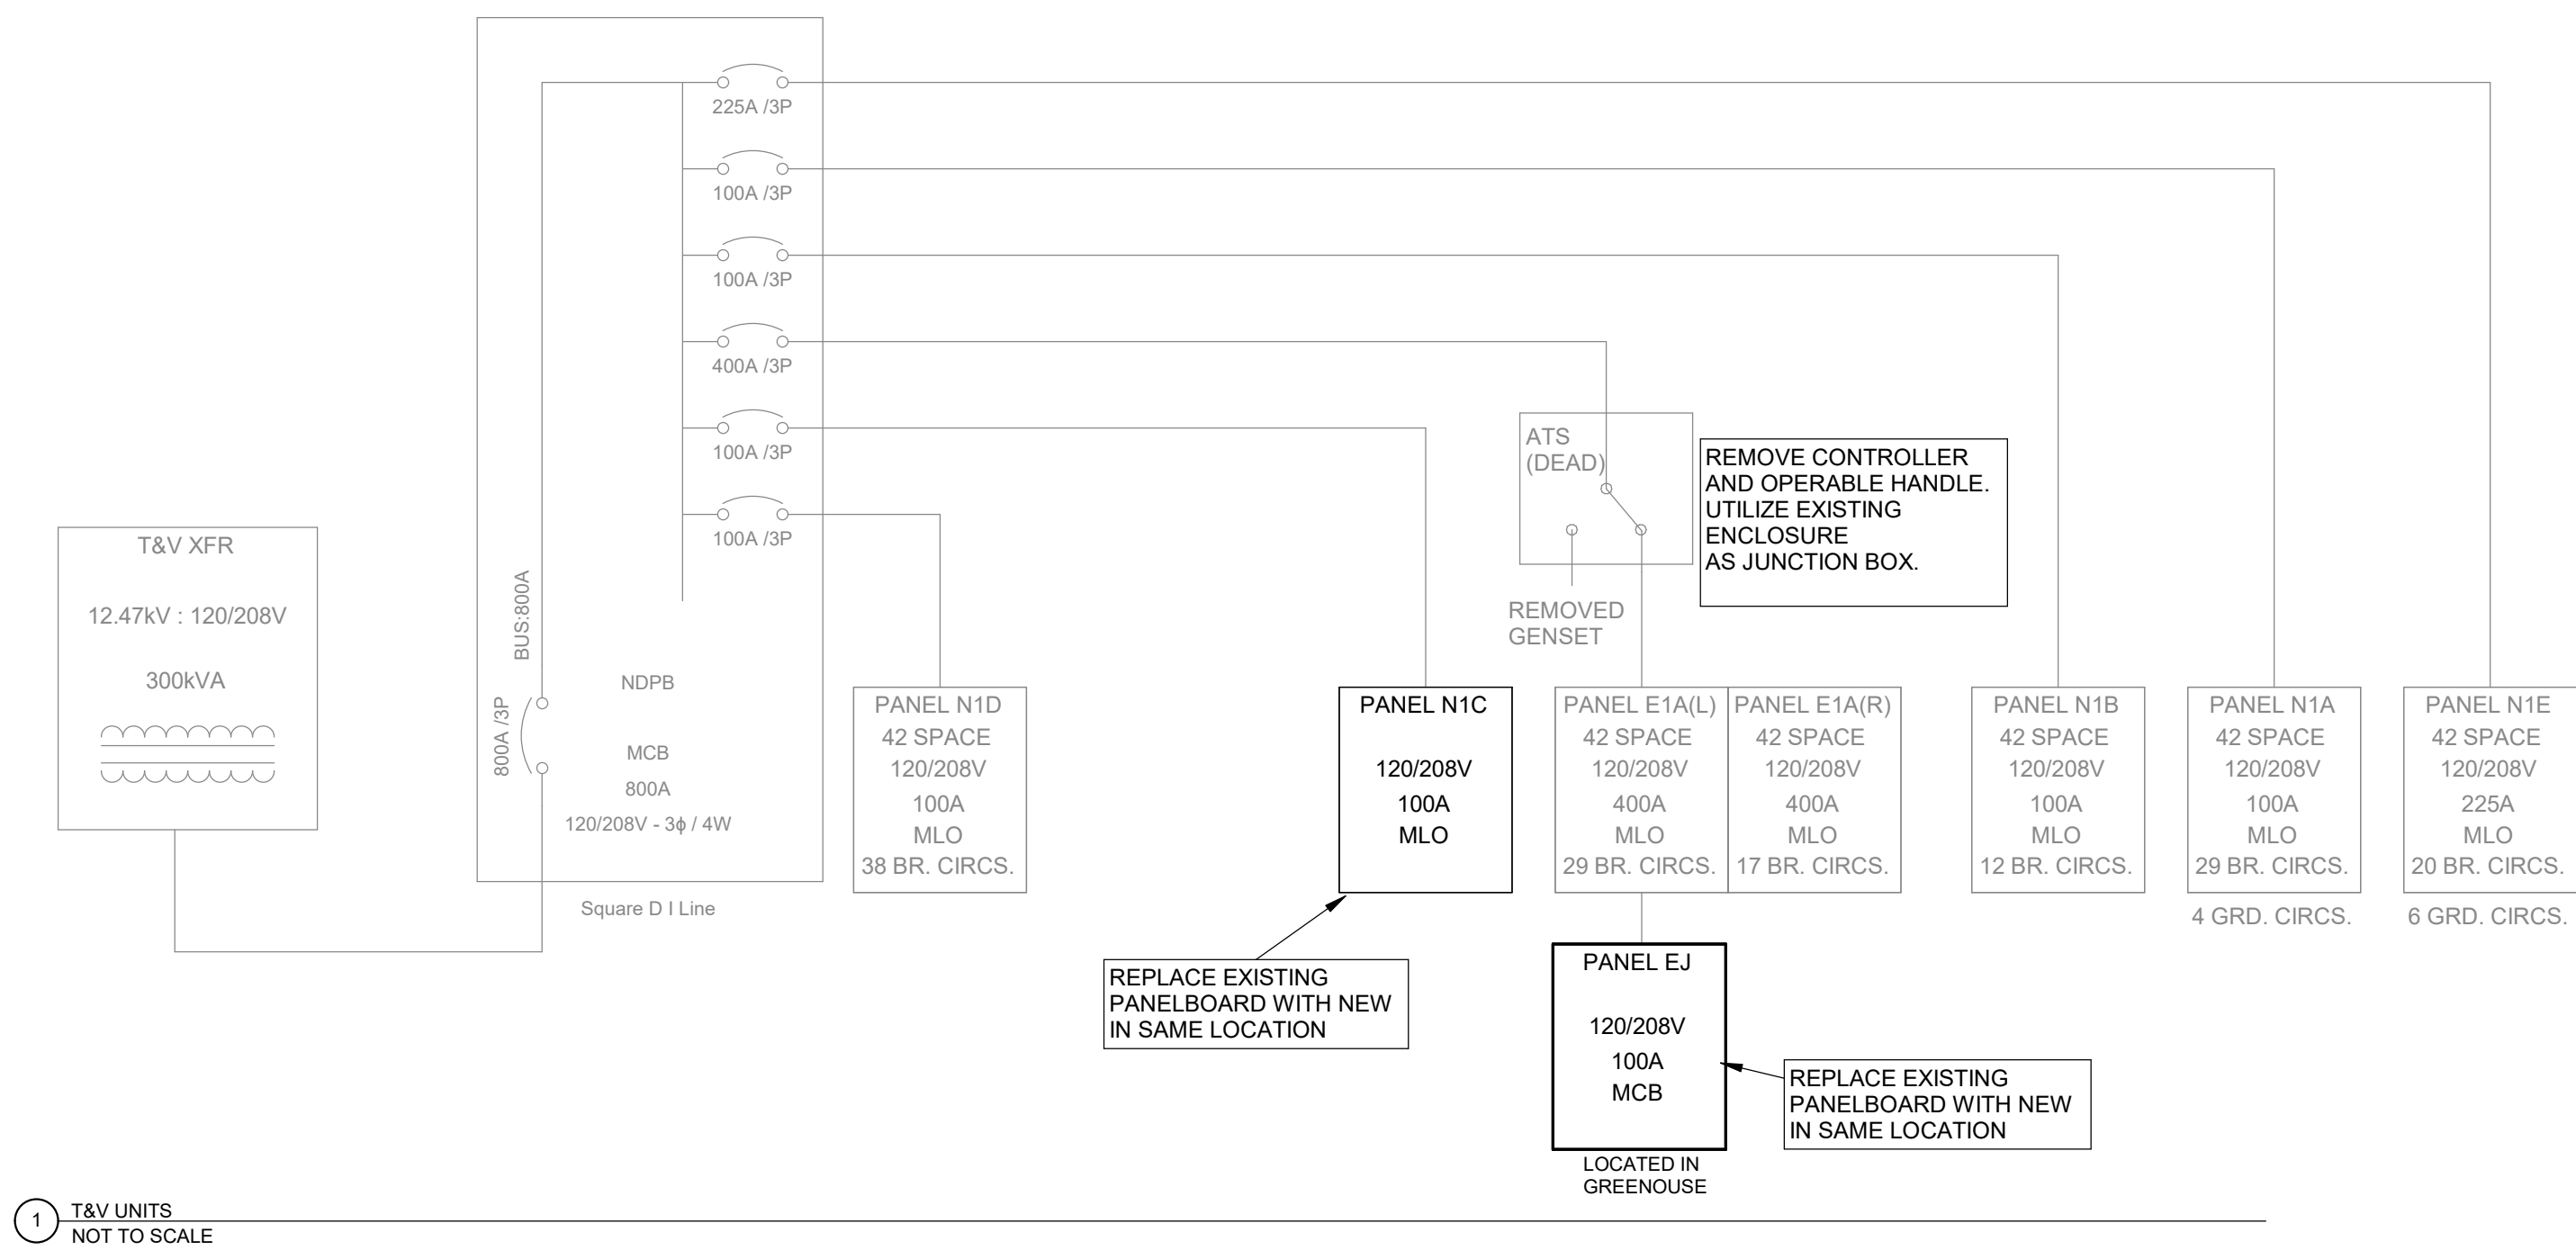 225A /3P
100A /3P
100A /3P
400A /3P
100A /3P
100A /3P
T&V XFR
12.47kV : 120/208V
300kVA
BUS:800A
800A /3P
NDPB
MCB
800A
120/208V - 3ϕ / 4W
Square D I Line
ATS
(DEAD)
REMOVE CONTROLLER
AND OPERABLE HANDLE.
UTILIZE EXISTING
ENCLOSURE
AS JUNCTION BOX.
REMOVED
GENSET
PANEL N1D
42 SPACE
120/208V
100A
MLO
38 BR. CIRCS.
PANEL N1C
120/208V
100A
MLO
PANEL E1A(L)
42 SPACE
120/208V
400A
MLO
29 BR. CIRCS.
PANEL E1A(R)
42 SPACE
120/208V
400A
MLO
17 BR. CIRCS.
PANEL N1B
42 SPACE
120/208V
100A
MLO
12 BR. CIRCS.
PANEL N1A
42 SPACE
120/208V
100A
MLO
29 BR. CIRCS.
4 GRD. CIRCS.
PANEL N1E
42 SPACE
120/208V
225A
MLO
20 BR. CIRCS.
6 GRD. CIRCS.
REPLACE EXISTING
PANELBOARD WITH NEW
IN SAME LOCATION
PANEL EJ
120/208V
100A
MCB
LOCATED IN
GREENOUSE
REPLACE EXISTING
PANELBOARD WITH NEW
IN SAME LOCATION
1
T&V UNITS
NOT TO SCALE